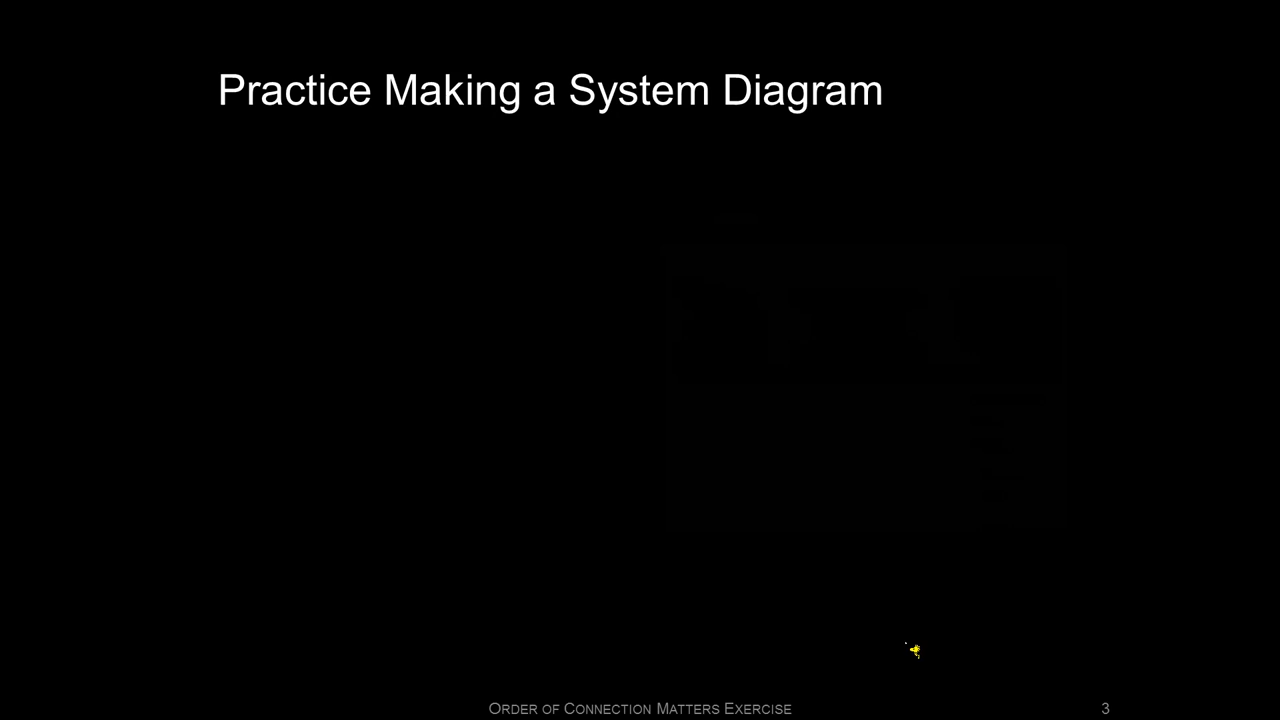 Practice Making a System Diagram
ORDER OF CONNECTION MATTERS EXERCISE
3